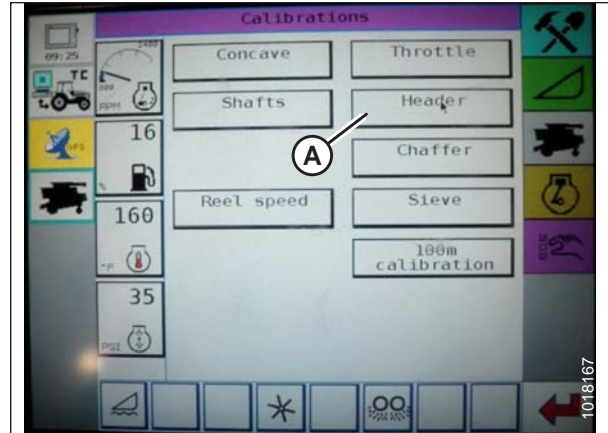 Calibrations
09:25
Concave
Throttle
TC
Shafts
Header
A
16
%
Chaffer
GPS
Reel speed
Sieve
160
°F
100m
calibration
35
PSI
1018167